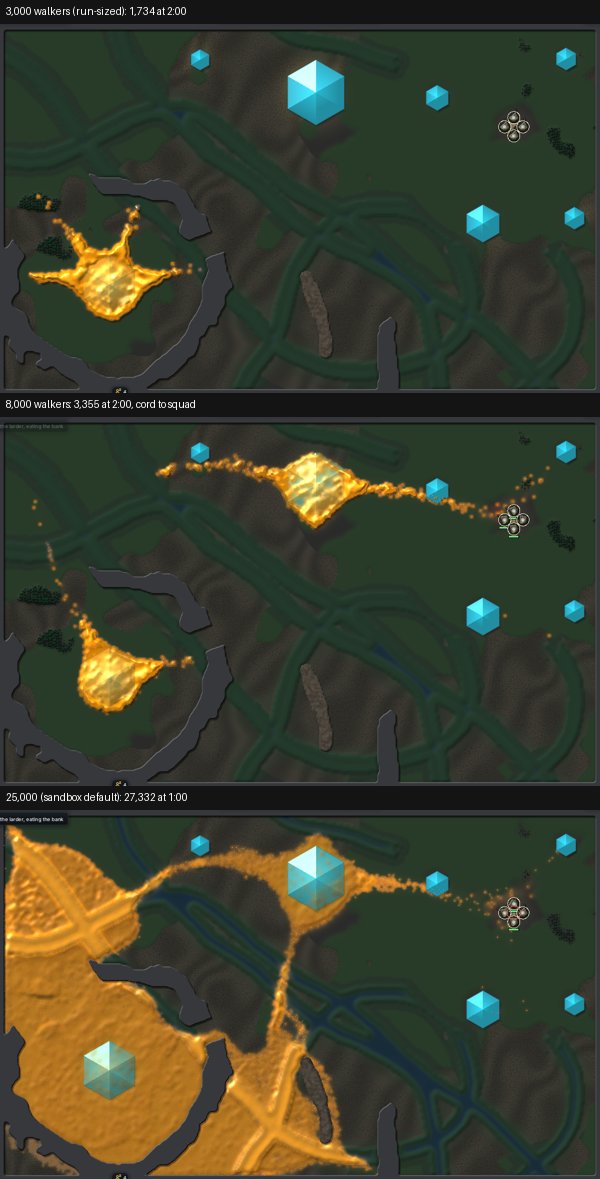 3,000 walkers (run-sized): 1,734 at 2:00
8,000 walkers: 3,355 at 2:00, cord to squad
the larder, eating the bank
25,000 (sandbox default): 27,332 at 1:00
the larder, eating the bank